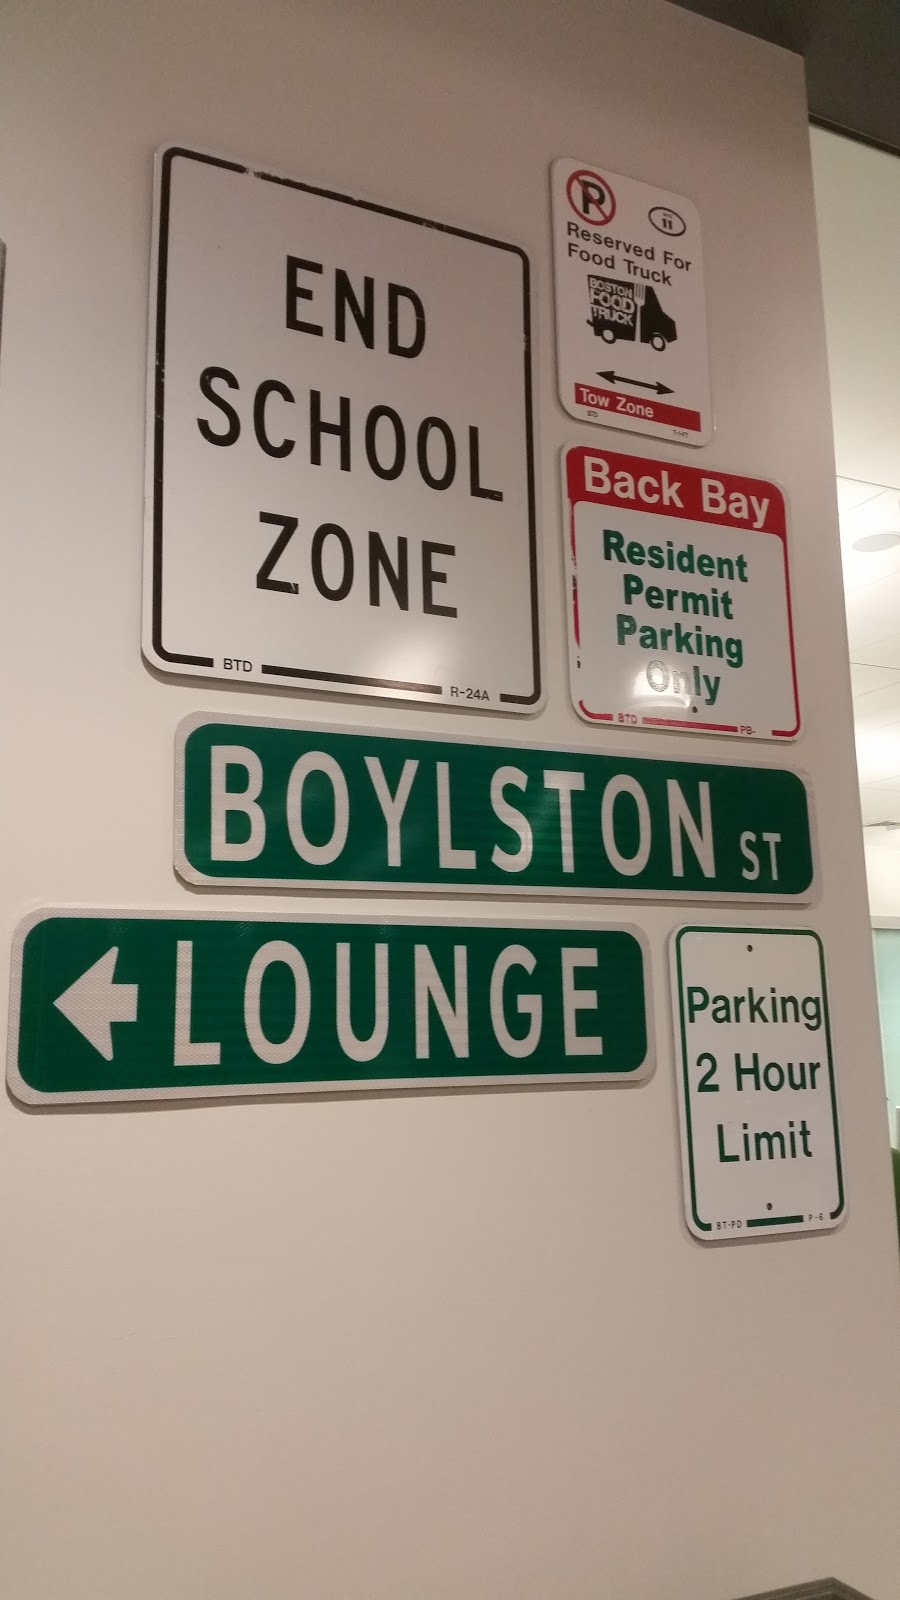 END
SCHOOL
ZONE
BTD R-24A
P
11
Reserved For
Food Truck
BOSTON
FOOD
TRUCK
Tow Zone
BTD
Back Bay
Resident
Permit
Parking
Only
BTD PB-
BOYLSTON ST
LOUNGE
Parking
2 Hour
Limit
BT-PD P-6